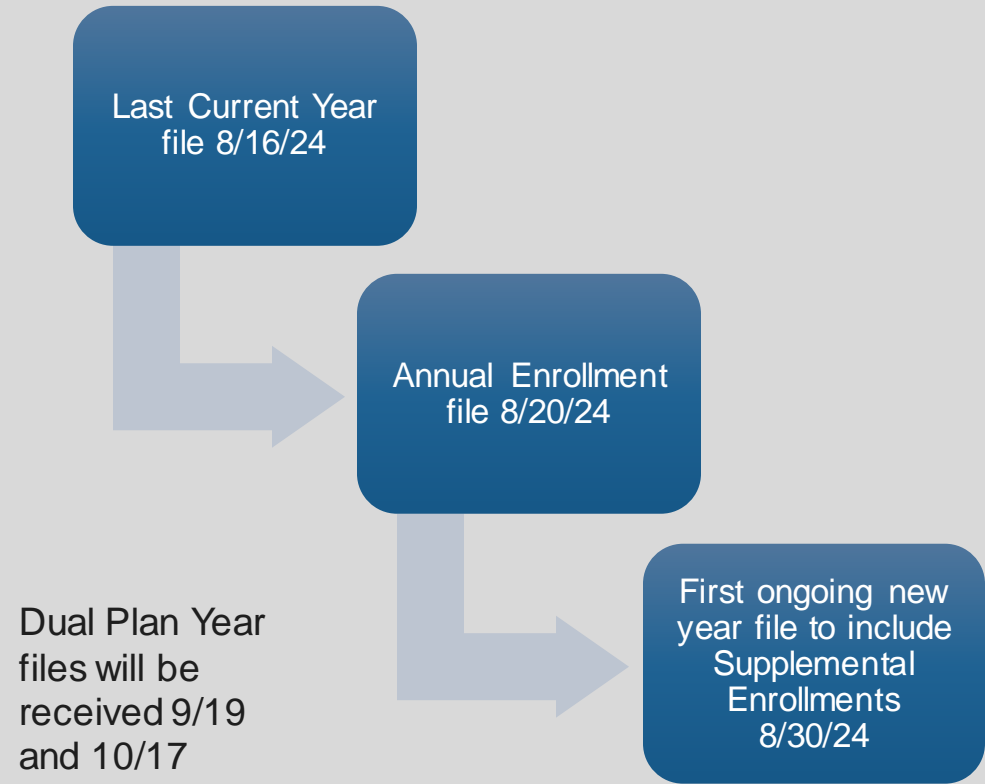 Last Current Year
file 8/16/24
Annual Enrollment
file 8/20/24
First ongoing new
year file to include
Supplemental
Enrollments
8/30/24
Dual Plan Year
files will be
received 9/19
and 10/17